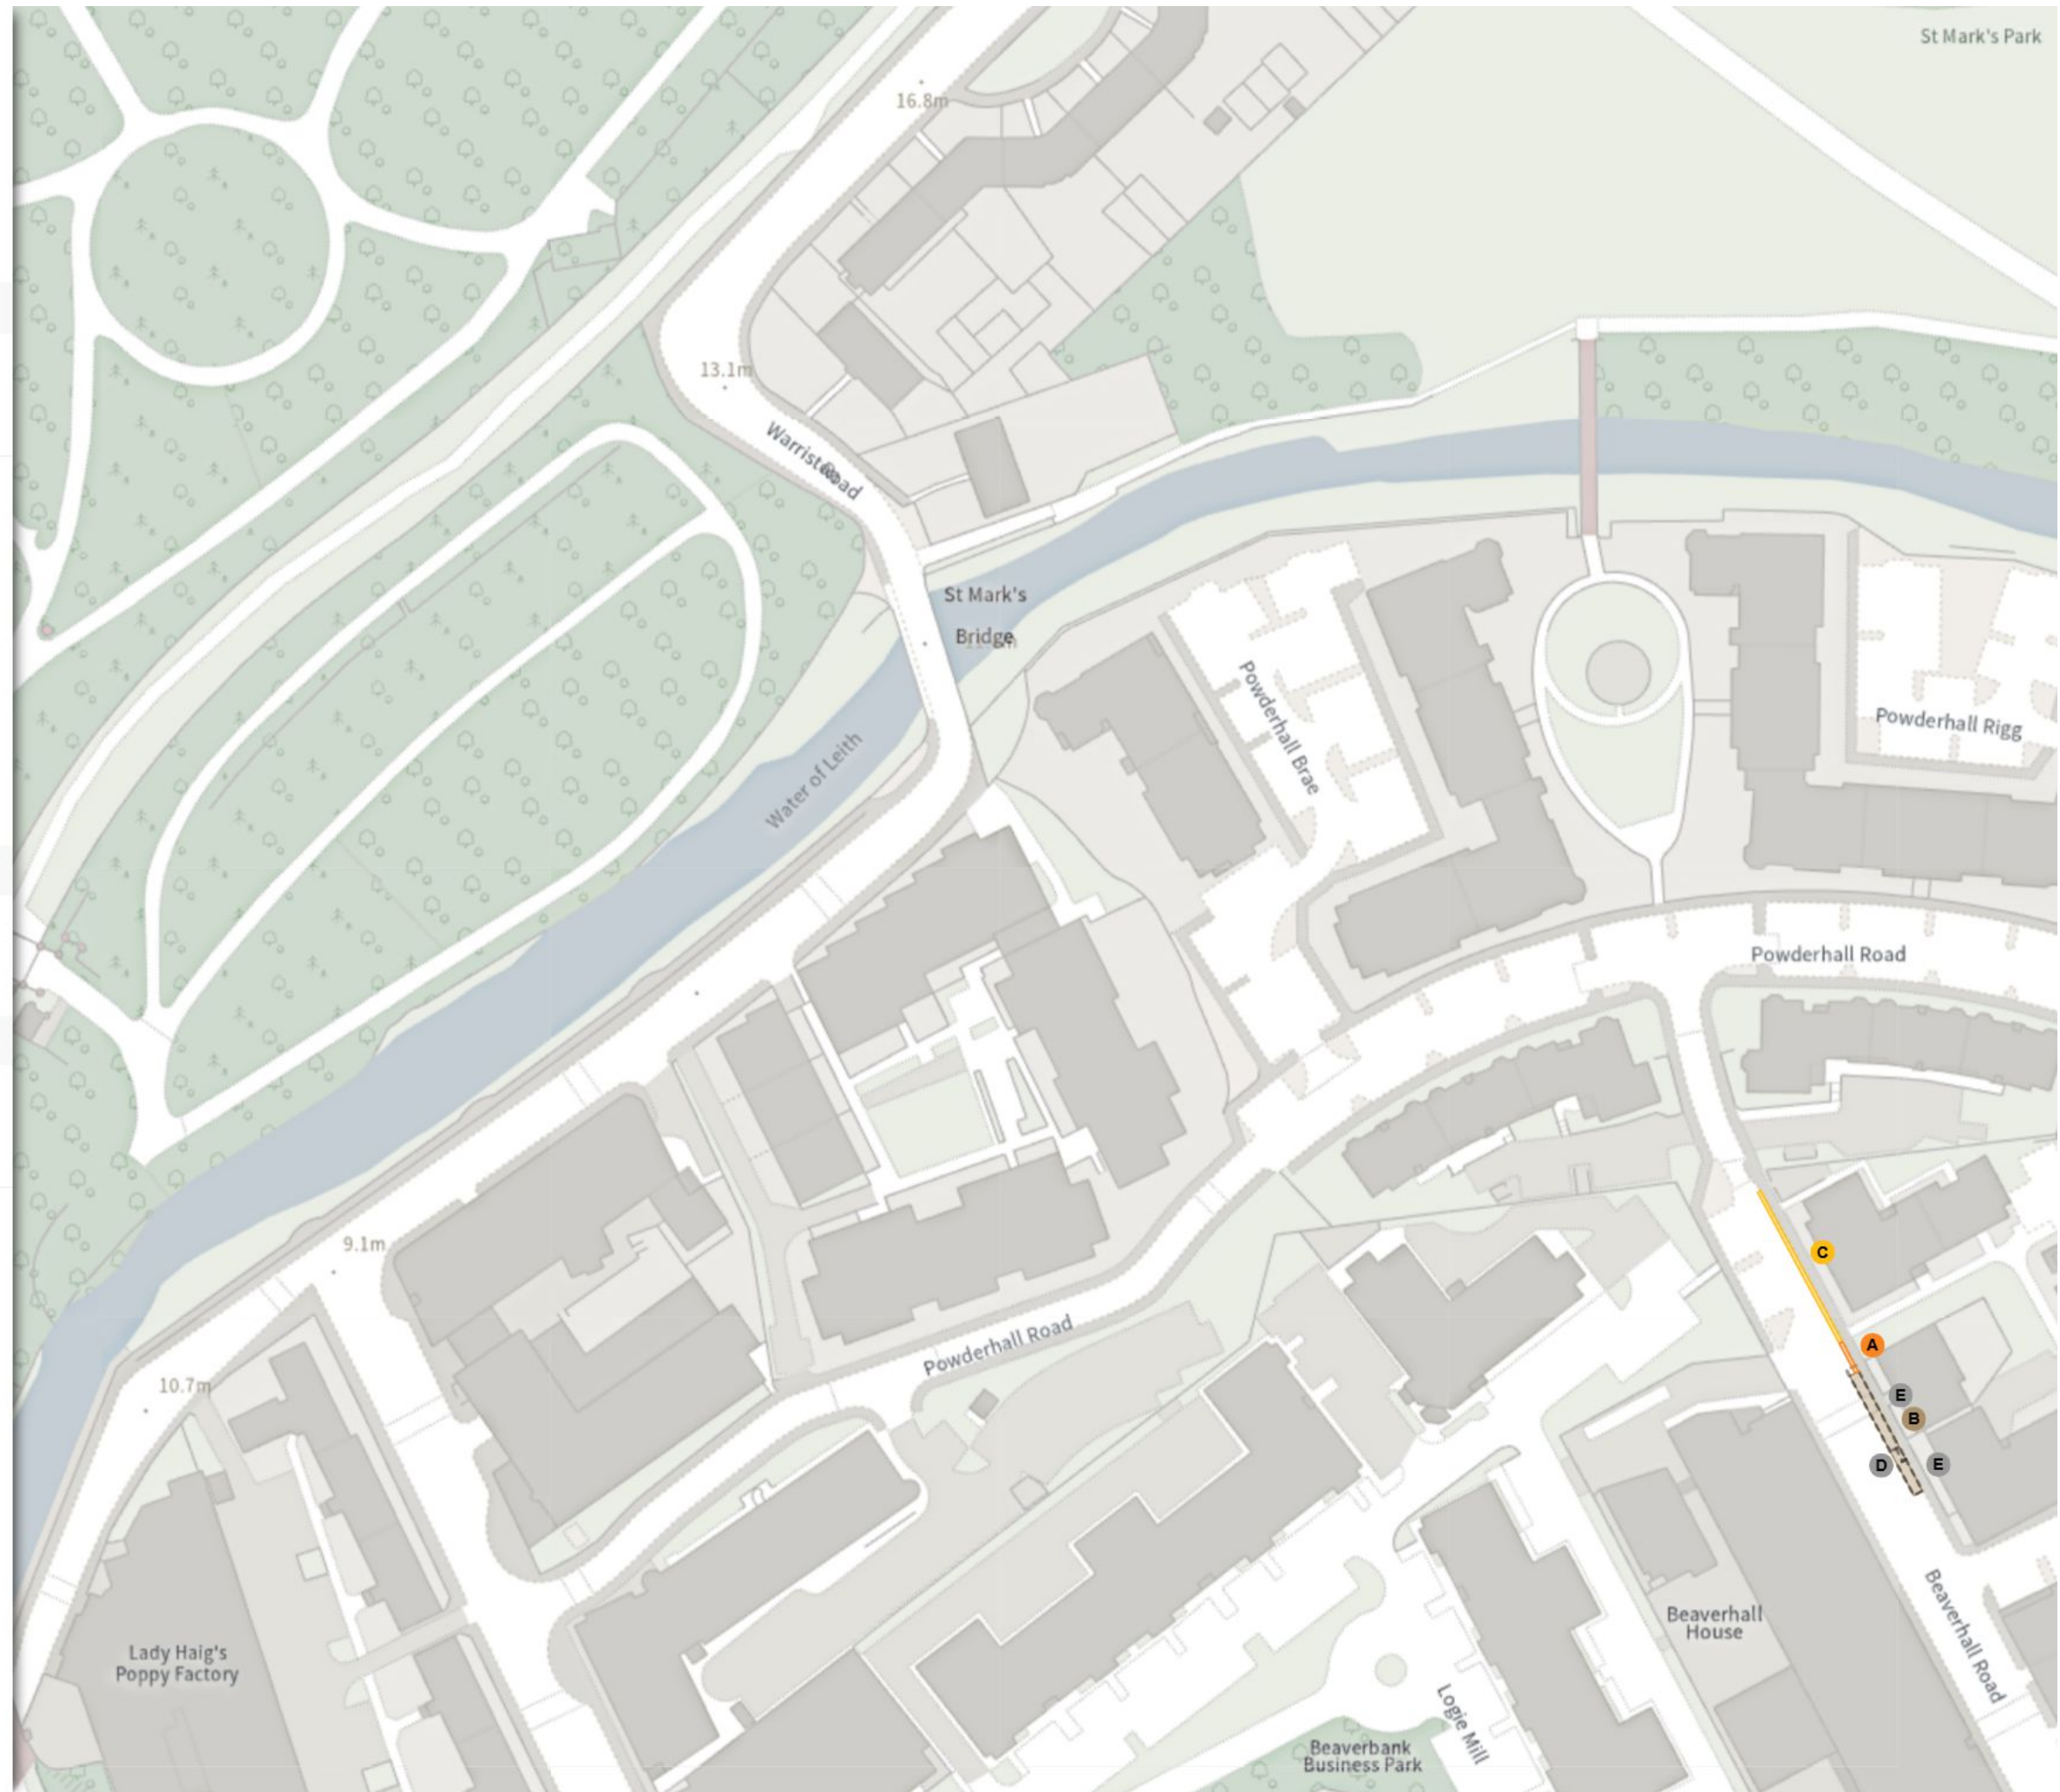 St Mark's Park
16.8m
13.1m
Warriston Road
St Mark's
Bridge
Powderhall Brae
Powderhall Rigg
Water of Leith
Powderhall Road
9.1m
C
Powderhall Road
A
10.7m
E
B
D
E
Beaverhall
House
Beaverhall Road
Lady Haig's
Poppy Factory
Logie Mill
Beaverbank
Business Park